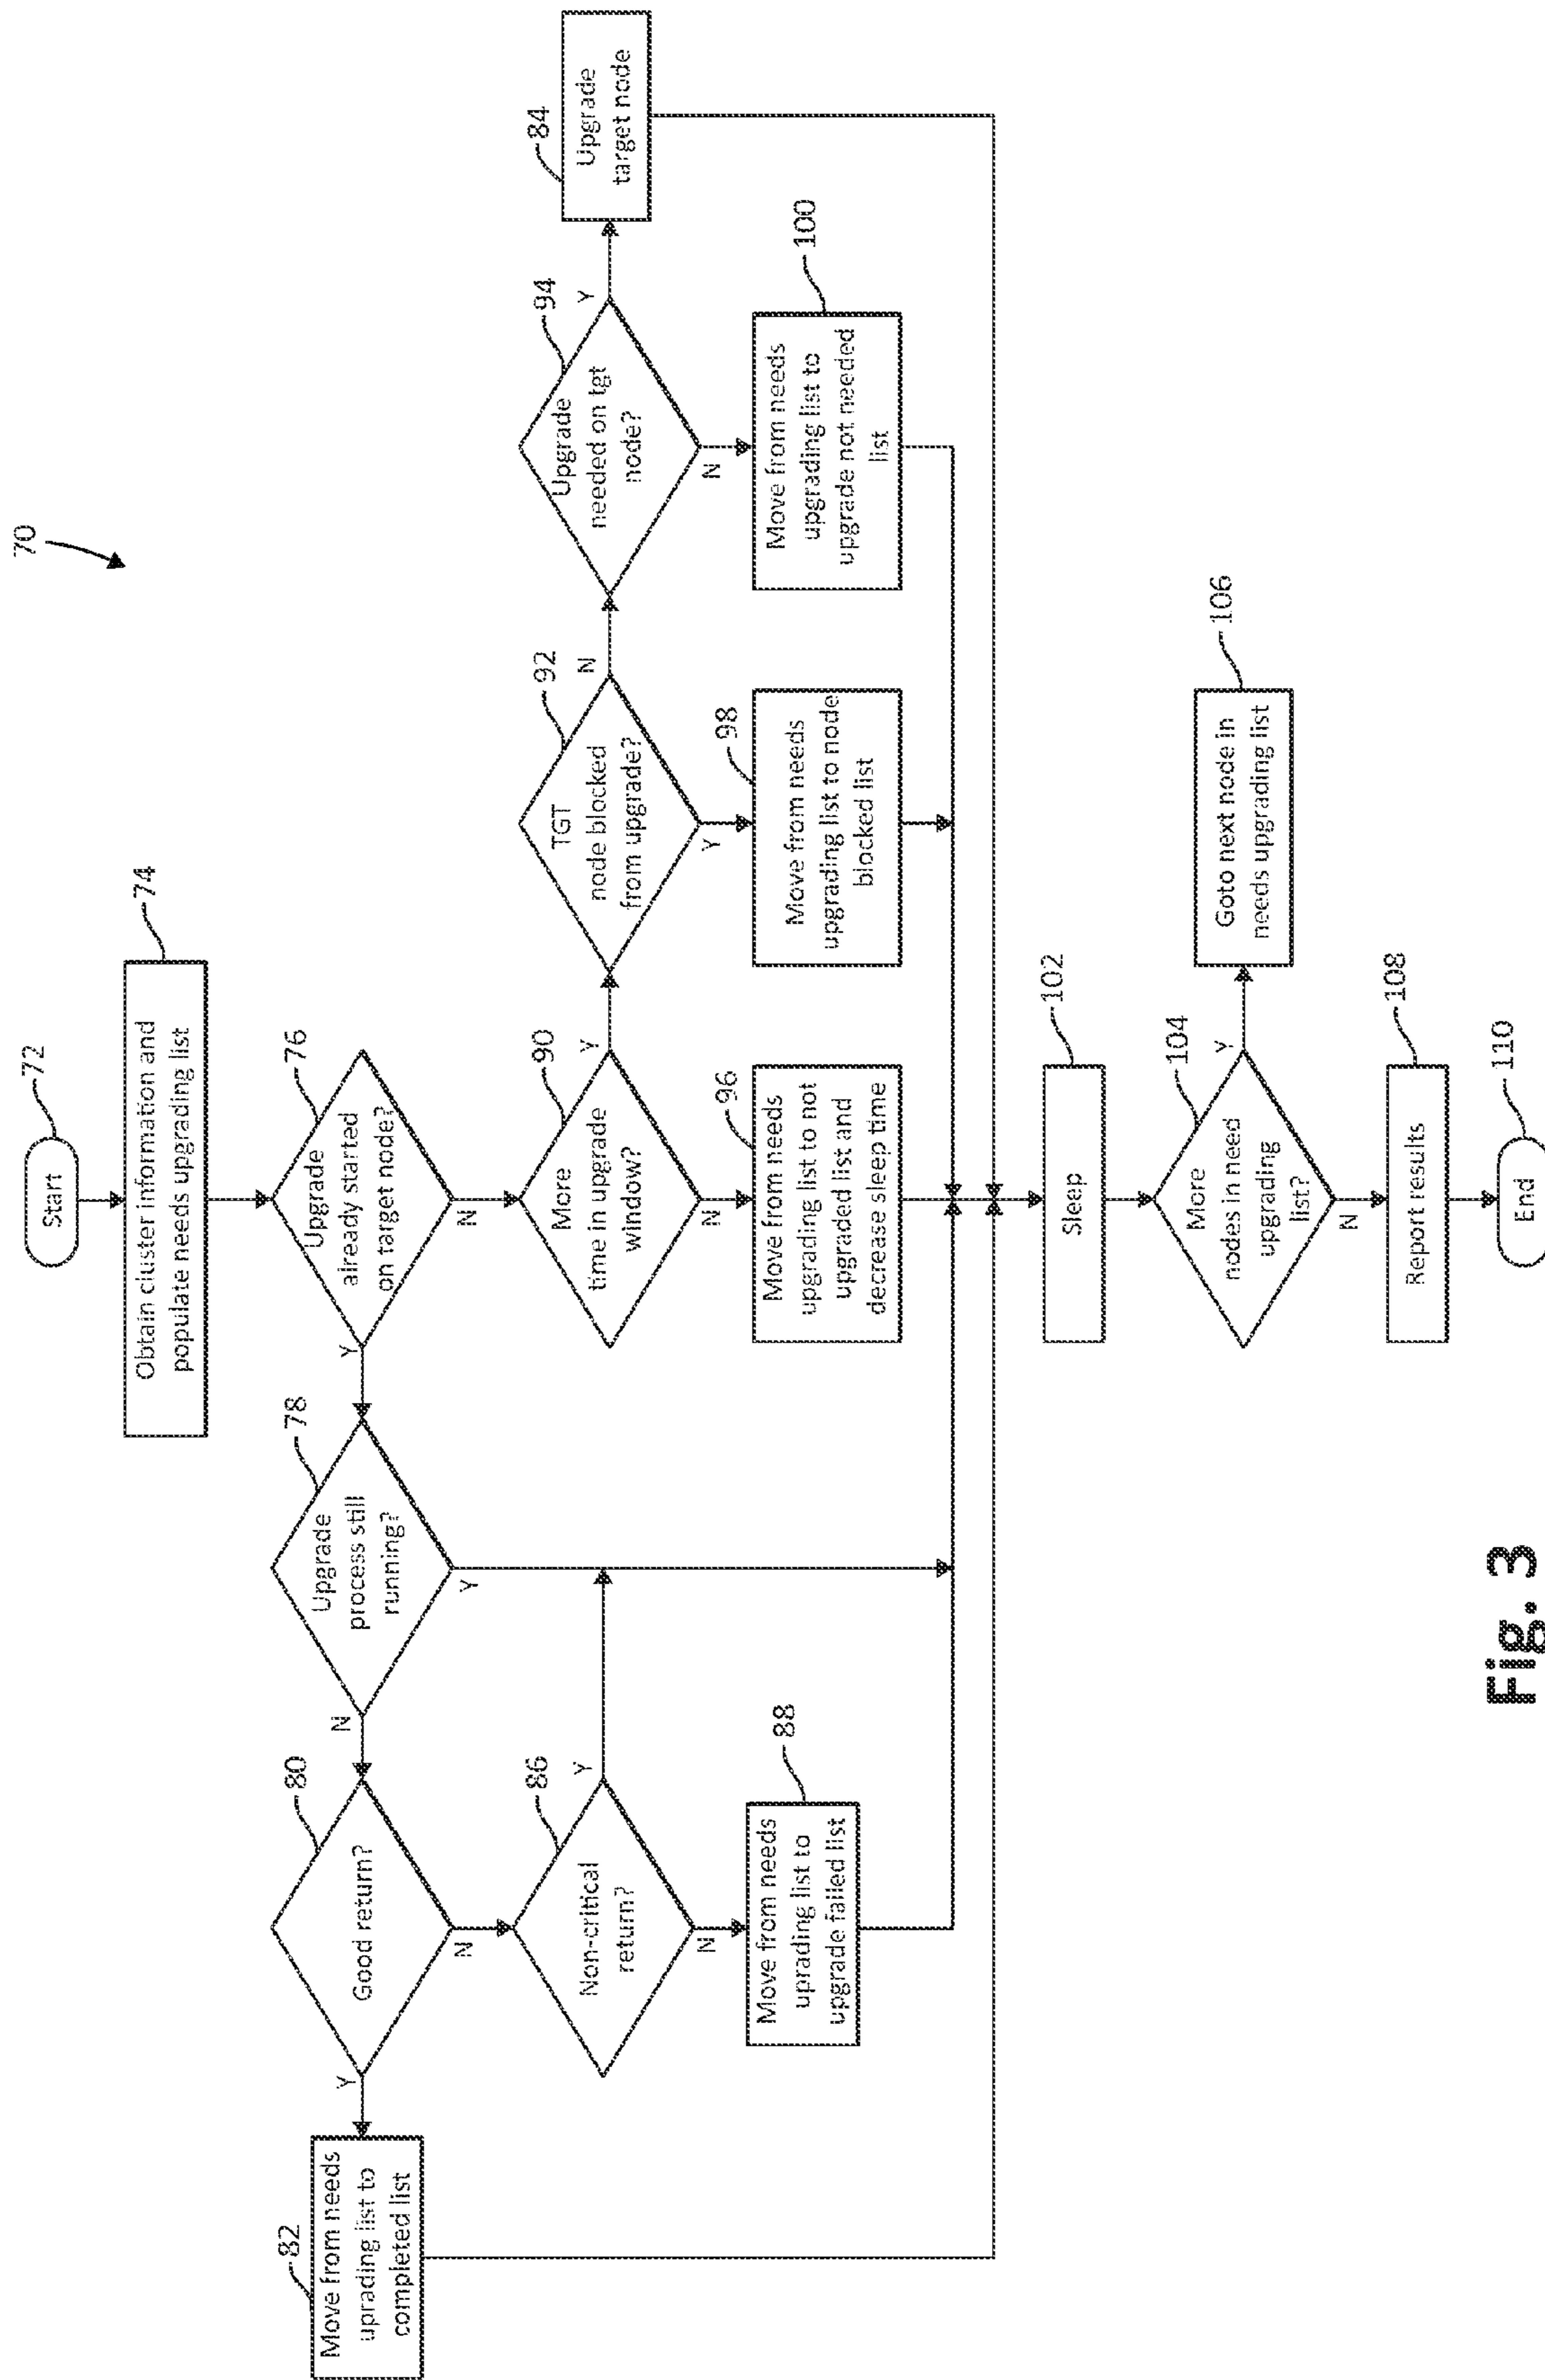 70
Start
72
Obtain cluster information and
populate needs upgrading list
74
Upgrade
already started
on target node?
76
Y
N
Upgrade
process still
running?
78
N
Y
Good return?
80
Y
N
Move from needs
uprading list to
completed list
82
Non-critical
return?
86
Y
N
Move from needs
uprading list to
upgrade failed list
88
More
time in upgrade
window?
90
Y
N
TGT
node blocked
from upgrade?
92
N
Y
Upgrade
needed on tgt
node?
94
Y
N
Upgrade
target node
84
Move from needs
upgrading list to not
upgraded list and
decrease sleep time
96
Move from needs
upgrading list to node
blocked list
98
Move from needs
upgrading list to
upgrade not needed
list
100
Sleep
102
More
nodes in need
upgrading
list?
104
Y
N
Goto next node in
needs upgrading list
106
Report results
108
End
110
Fig. 3